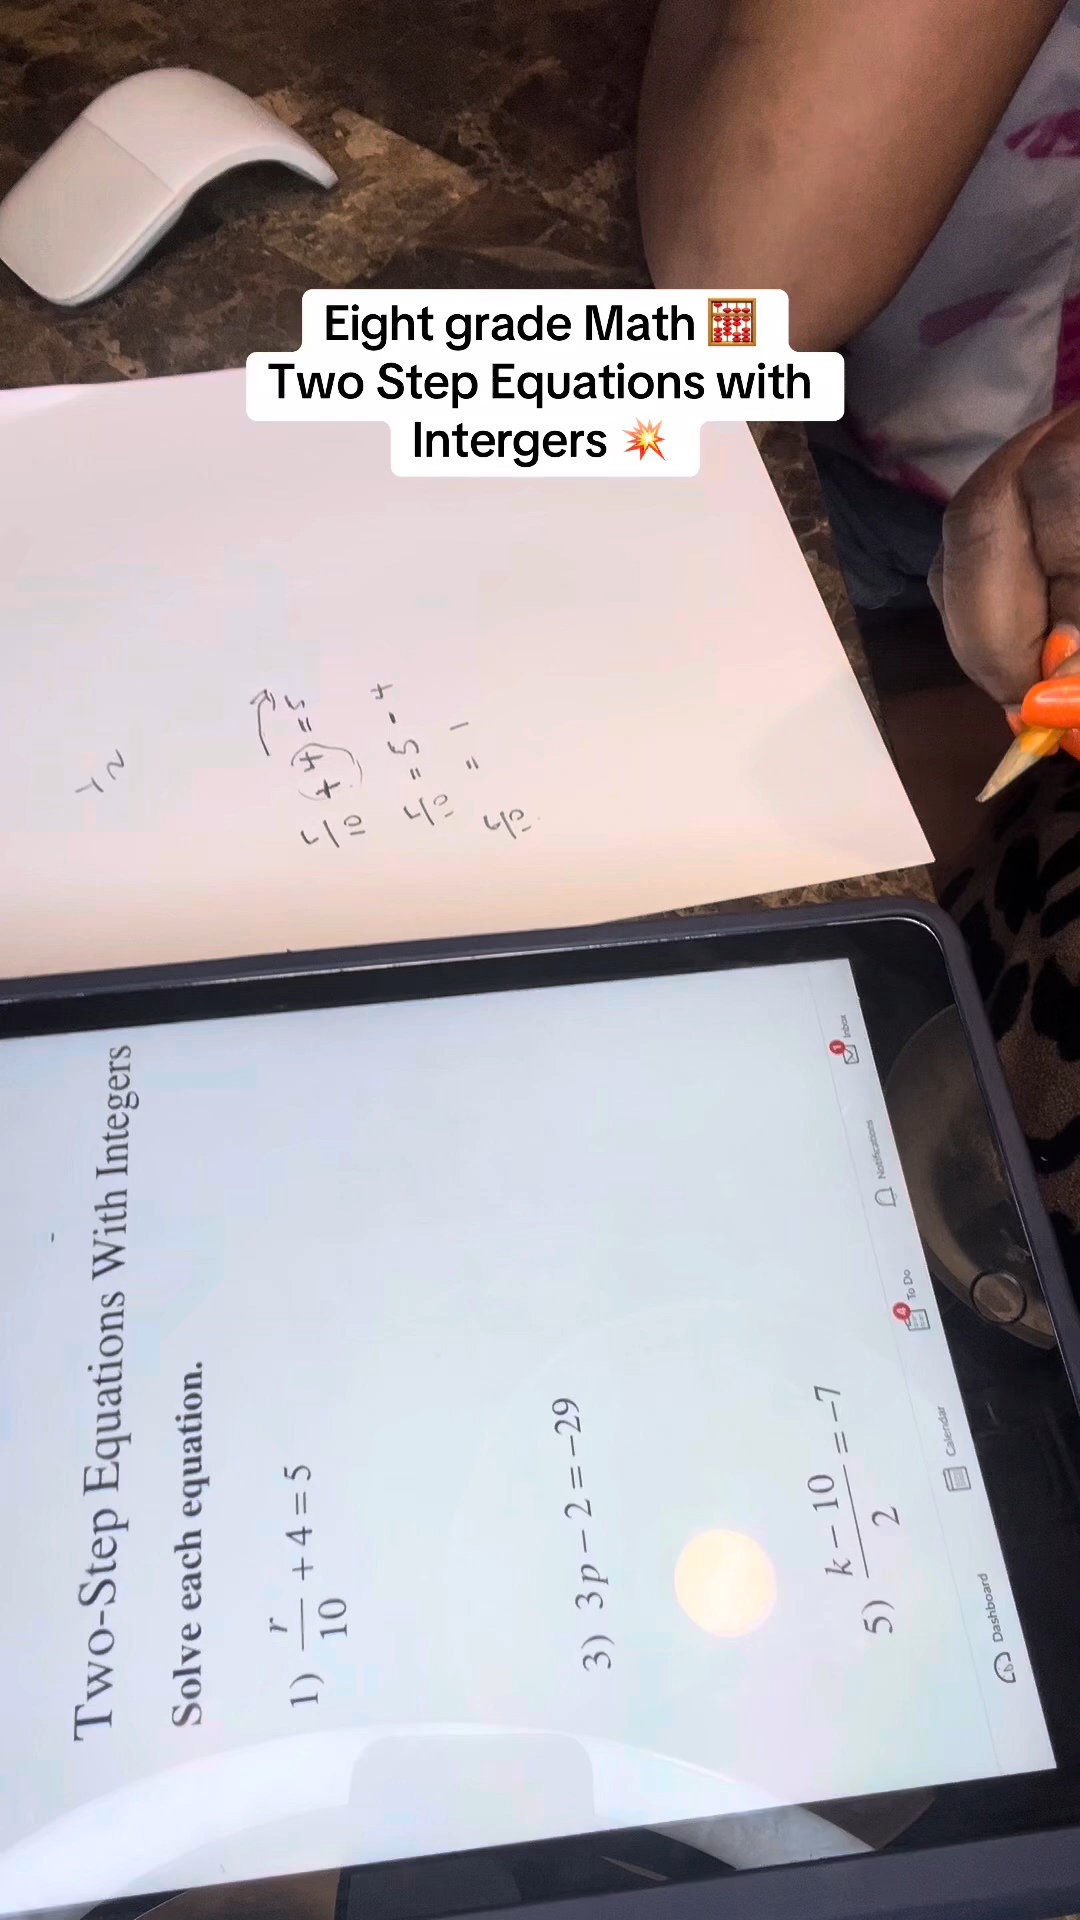 Eight grade Math 🧮
Two Step Equations with
Intergers 💥
r/10 + 4 = 5
r/10 = 5 - 4
r/10 = 1
Two-Step Equations With Integers
Solve each equation.
1) r/10 + 4 = 5
3) 3p − 2 = −29
5) (k − 10)/2 = −7
Dashboard
Calendar
4
To Do
Notifications
1
Inbox